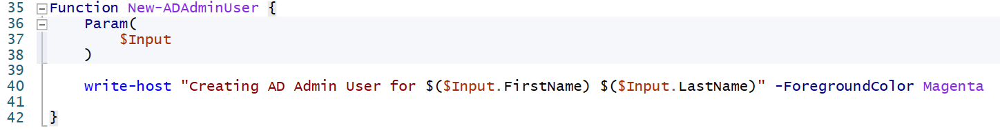 35 Function New-ADAdminUser {
36     Param(
37         $Input
38     )
39
40     write-host "Creating AD Admin User for $($Input.FirstName) $($Input.LastName)" -ForegroundColor Magenta
41
42 }